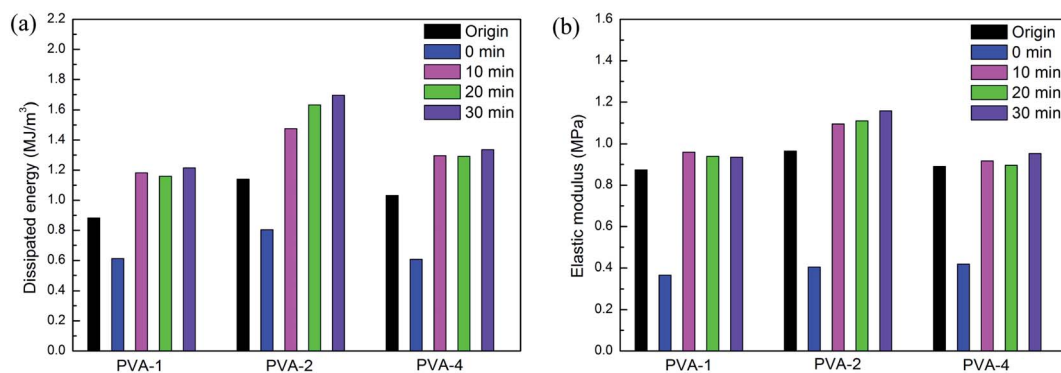 (a)
Dissipated energy (MJ/m³)
2.2
2.0
1.8
1.6
1.4
1.2
1.0
0.8
0.6
0.4
0.2
0.0
Origin
0 min
10 min
20 min
30 min
PVA-1 PVA-2 PVA-4
(b)
Elastic modulus (MPa)
1.6
1.4
1.2
1.0
0.8
0.6
0.4
0.2
0.0
Origin
0 min
10 min
20 min
30 min
PVA-1 PVA-2 PVA-4